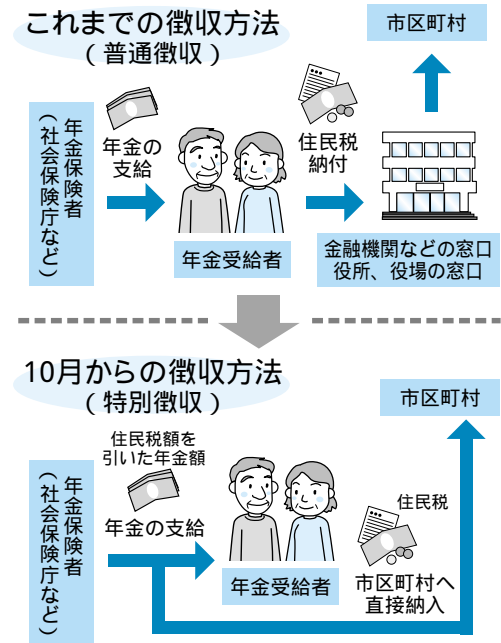 これまでの徴収方法
（普通徴収）
市区町村
年金保険者
（社会保険庁など）
年金の
支給
年金受給者
住民税
納付
金融機関などの窓口
役所、役場の窓口
10月からの徴収方法
（特別徴収）
市区町村
年金保険者
（社会保険庁など）
住民税額を
引いた年金額
年金の支給
年金受給者
住民税
市区町村へ
直接納入